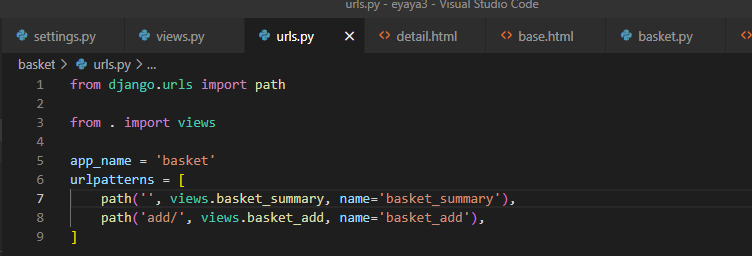 urls.py - eyaya3 - Visual Studio Code
settings.py views.py urls.py detail.html base.html basket.py
basket > urls.py > ...
1 from django.urls import path
2
3 from . import views
4
5 app_name = 'basket'
6 urlpatterns = [
7     path('', views.basket_summary, name='basket_summary'),
8     path('add/', views.basket_add, name='basket_add'),
9 ]